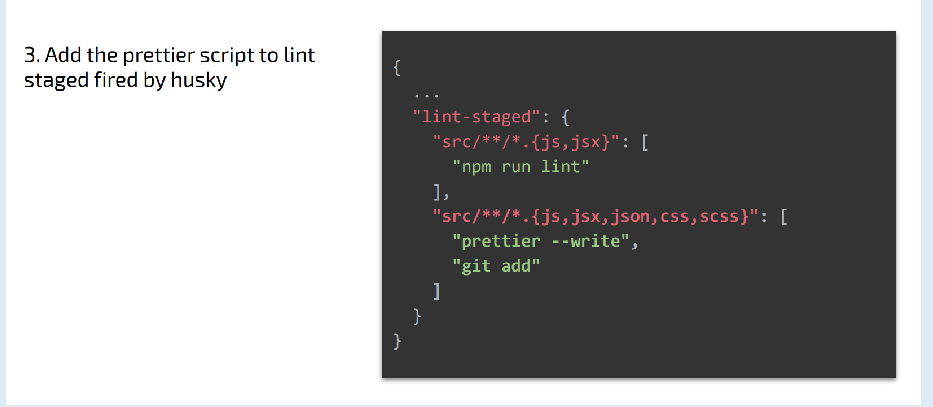 3. Add the prettier script to lint
staged fired by husky
{
  ...
  "lint-staged": {
    "src/**/*.{js,jsx}": [
      "npm run lint"
    ],
    "src/**/*.{js,jsx,json,css,scss}": [
      "prettier --write",
      "git add"
    ]
  }
}